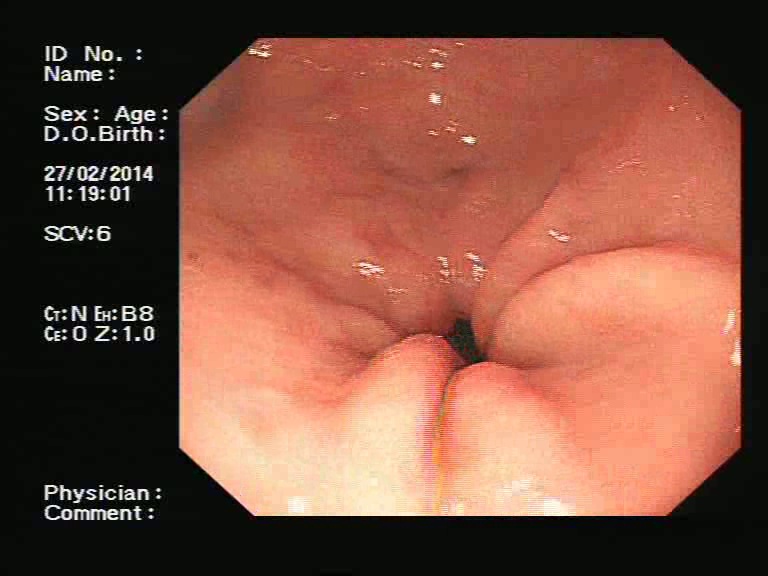 ID No. :
Name:
Sex: Age:
D.O.Birth:
27/02/2014
11:19:01
SCV:6
CT:N EH:B8
CE:0 Z:1.0
Physician:
Comment: